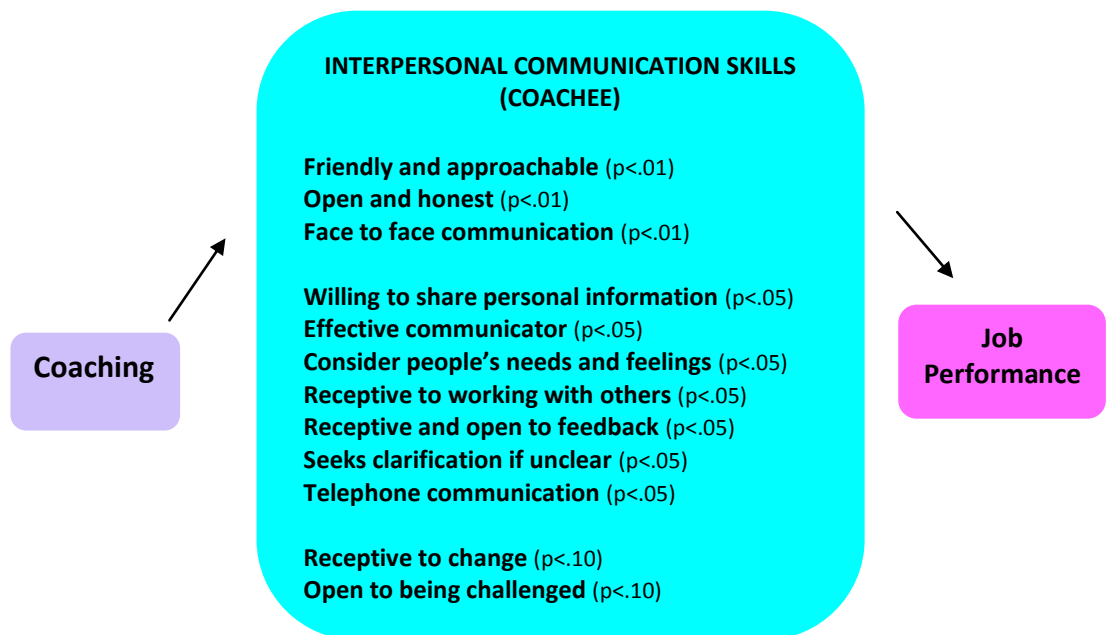 INTERPERSONAL COMMUNICATION SKILLS
(COACHEE)
Friendly and approachable (p<.01)
Open and honest (p<.01)
Face to face communication (p<.01)
Willing to share personal information (p<.05)
Effective communicator (p<.05)
Consider people’s needs and feelings (p<.05)
Receptive to working with others (p<.05)
Receptive and open to feedback (p<.05)
Seeks clarification if unclear (p<.05)
Telephone communication (p<.05)
Receptive to change (p<.10)
Open to being challenged (p<.10)
Coaching
Job
Performance